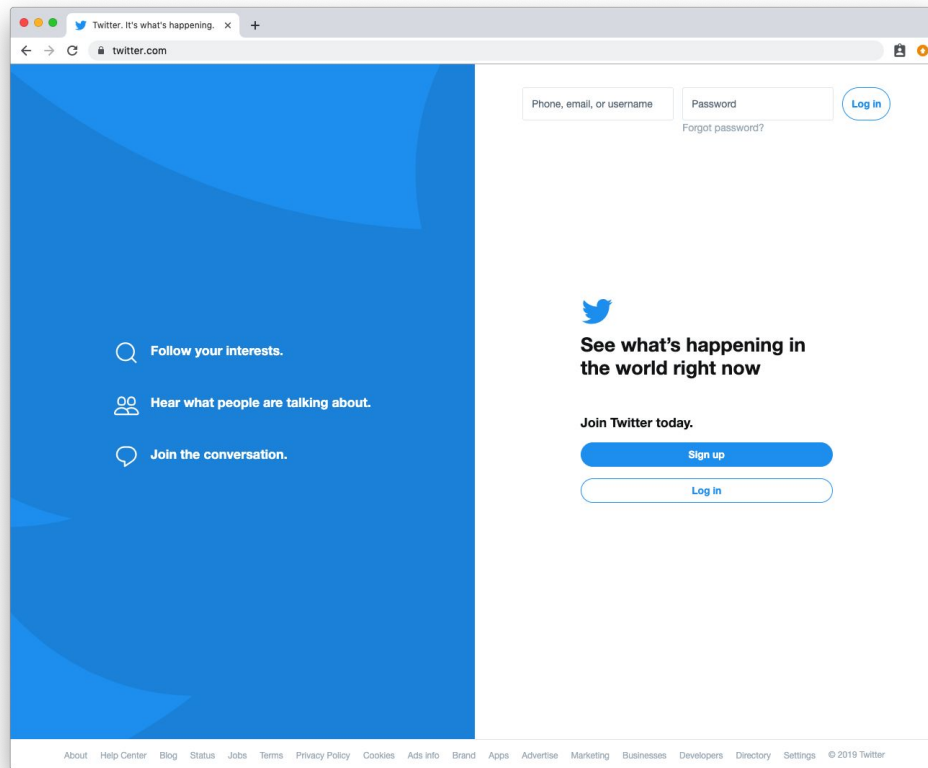 Twitter. It's what's happening.
twitter.com
Phone, email, or username
Password
Log in
Forgot password?
Follow your interests.
Hear what people are talking about.
Join the conversation.
See what’s happening in
the world right now
Join Twitter today.
Sign up
Log in
About Help Center Blog Status Jobs Terms Privacy Policy Cookies Ads info Brand Apps Advertise Marketing Businesses Developers Directory Settings © 2019 Twitter